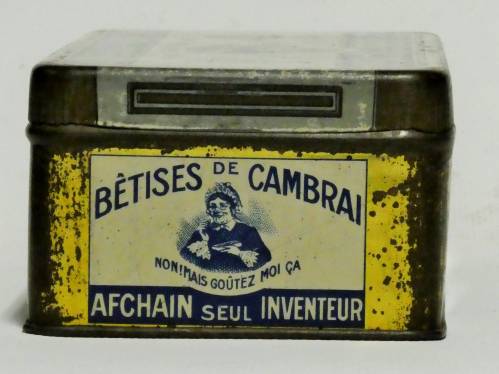 BÊTISES DE CAMBRAI
NON! MAIS GOÛTEZ MOI ÇA
AFCHAIN SEUL INVENTEUR